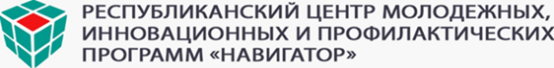 РЕСПУБЛИКАНСКИЙ ЦЕНТР МОЛОДЕЖНЫХ,
ИННОВАЦИОННЫХ И ПРОФИЛАКТИЧЕСКИХ
ПРОГРАММ «НАВИГАТОР»